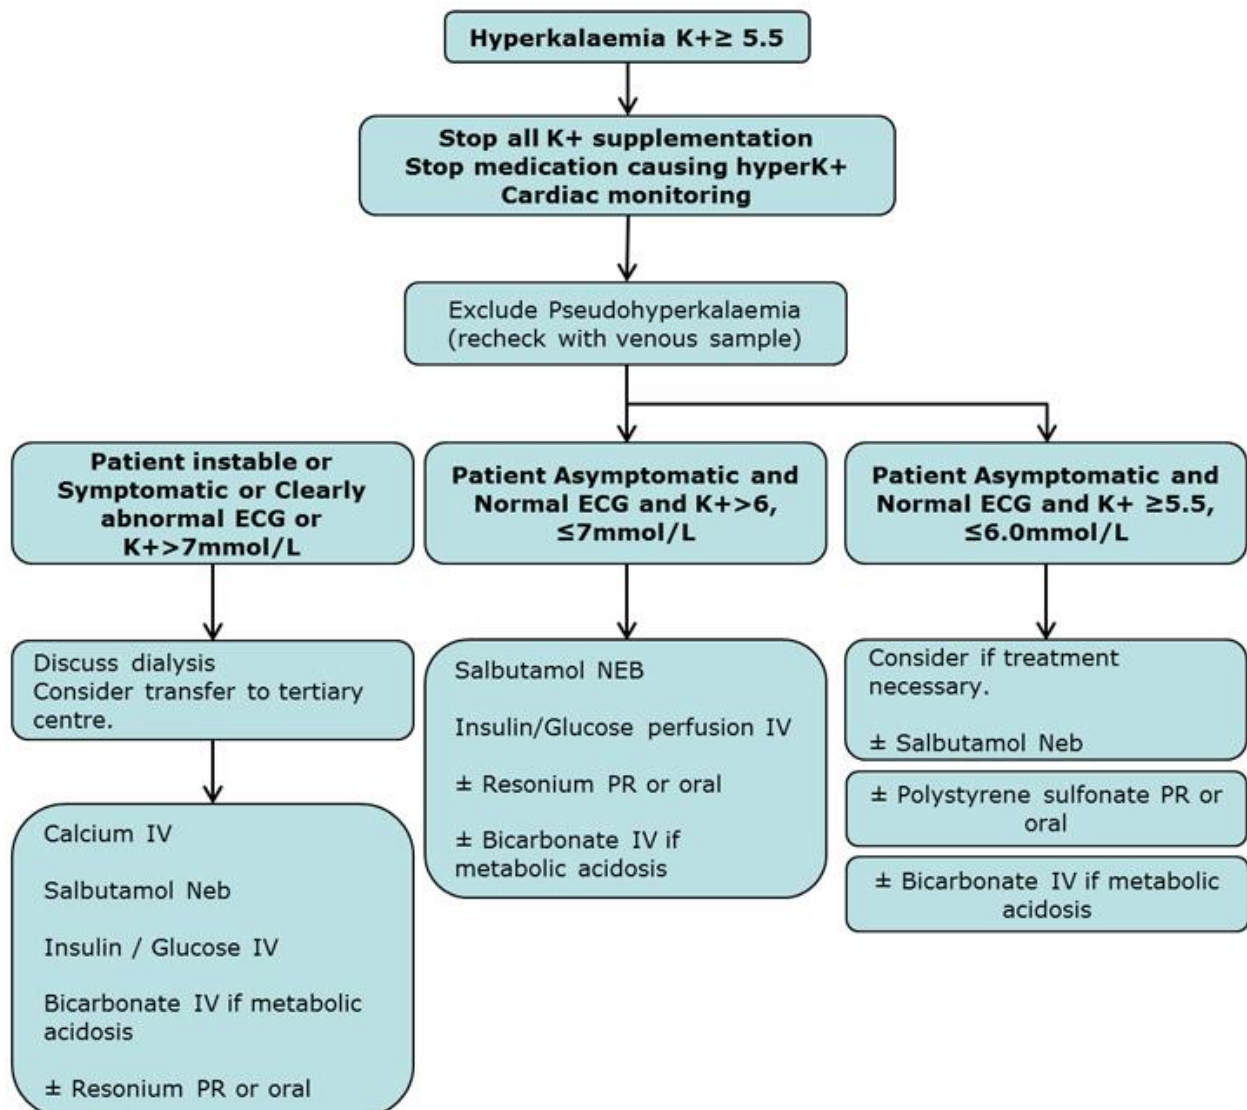 Hyperkalaemia K+≥ 5.5
Stop all K+ supplementation
Stop medication causing hyperK+
Cardiac monitoring
Exclude Pseudohyperkalaemia
(recheck with venous sample)
Patient instable or
Symptomatic or Clearly
abnormal ECG or
K+>7mmol/L
Discuss dialysis
Consider transfer to tertiary
centre.
Calcium IV
Salbutamol Neb
Insulin / Glucose IV
Bicarbonate IV if metabolic
acidosis
± Resonium PR or oral
Patient Asymptomatic and
Normal ECG and K+>6,
≤7mmol/L
Salbutamol NEB
Insulin/Glucose perfusion IV
± Resonium PR or oral
± Bicarbonate IV if
metabolic acidosis
Patient Asymptomatic and
Normal ECG and K+ ≥5.5,
≤6.0mmol/L
Consider if treatment
necessary.
± Salbutamol Neb
± Polystyrene sulfonate PR or
oral
± Bicarbonate IV if metabolic
acidosis